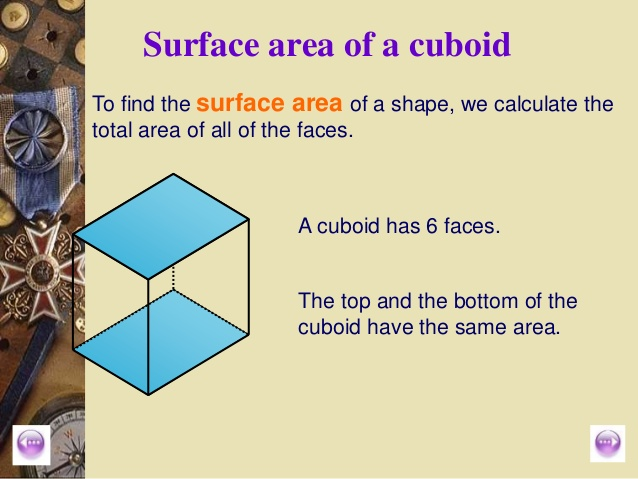 Surface area of a cuboid
To find the surface area of a shape, we calculate the
total area of all of the faces.
A cuboid has 6 faces.
The top and the bottom of the
cuboid have the same area.